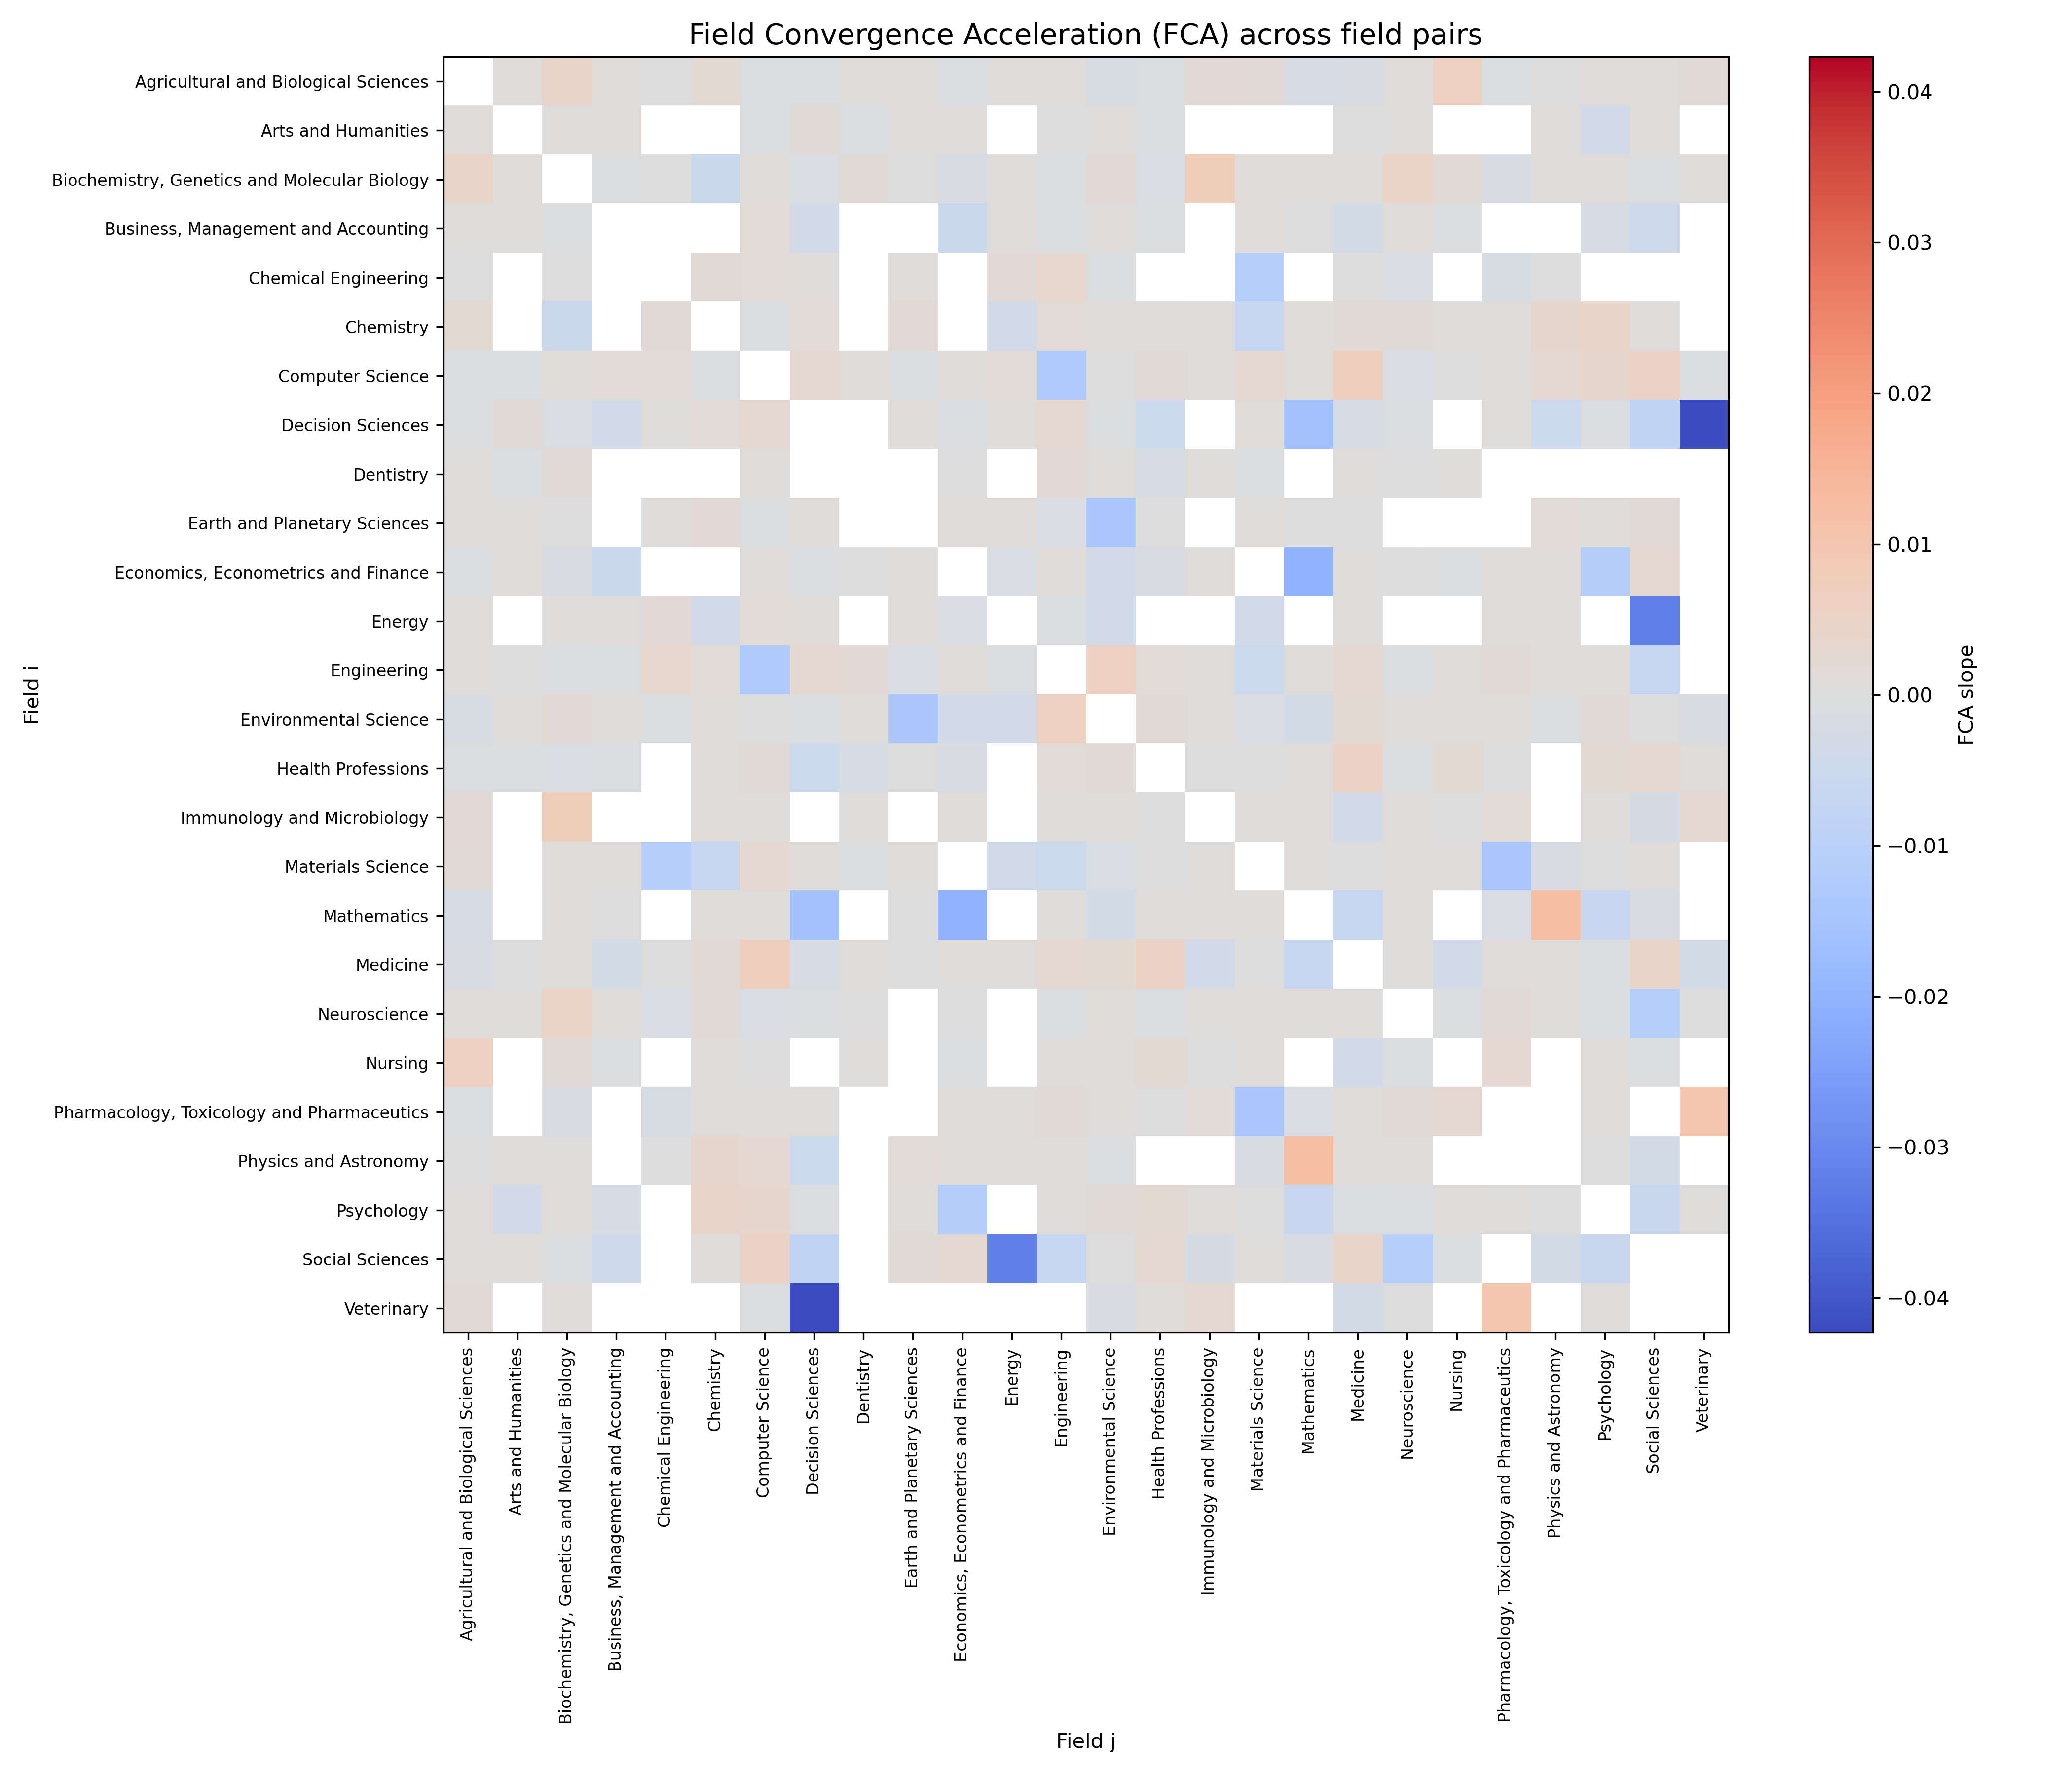 Field Convergence Acceleration (FCA) across field pairs
Field i
Agricultural and Biological Sciences
Arts and Humanities
Biochemistry, Genetics and Molecular Biology
Business, Management and Accounting
Chemical Engineering
Chemistry
Computer Science
Decision Sciences
Dentistry
Earth and Planetary Sciences
Economics, Econometrics and Finance
Energy
Engineering
Environmental Science
Health Professions
Immunology and Microbiology
Materials Science
Mathematics
Medicine
Neuroscience
Nursing
Pharmacology, Toxicology and Pharmaceutics
Physics and Astronomy
Psychology
Social Sciences
Veterinary
Agricultural and Biological Sciences
Arts and Humanities
Biochemistry, Genetics and Molecular Biology
Business, Management and Accounting
Chemical Engineering
Chemistry
Computer Science
Decision Sciences
Dentistry
Earth and Planetary Sciences
Economics, Econometrics and Finance
Energy
Engineering
Environmental Science
Health Professions
Immunology and Microbiology
Materials Science
Mathematics
Medicine
Neuroscience
Nursing
Pharmacology, Toxicology and Pharmaceutics
Physics and Astronomy
Psychology
Social Sciences
Veterinary
Field j
0.04
0.03
0.02
0.01
0.00
−0.01
−0.02
−0.03
−0.04
FCA slope